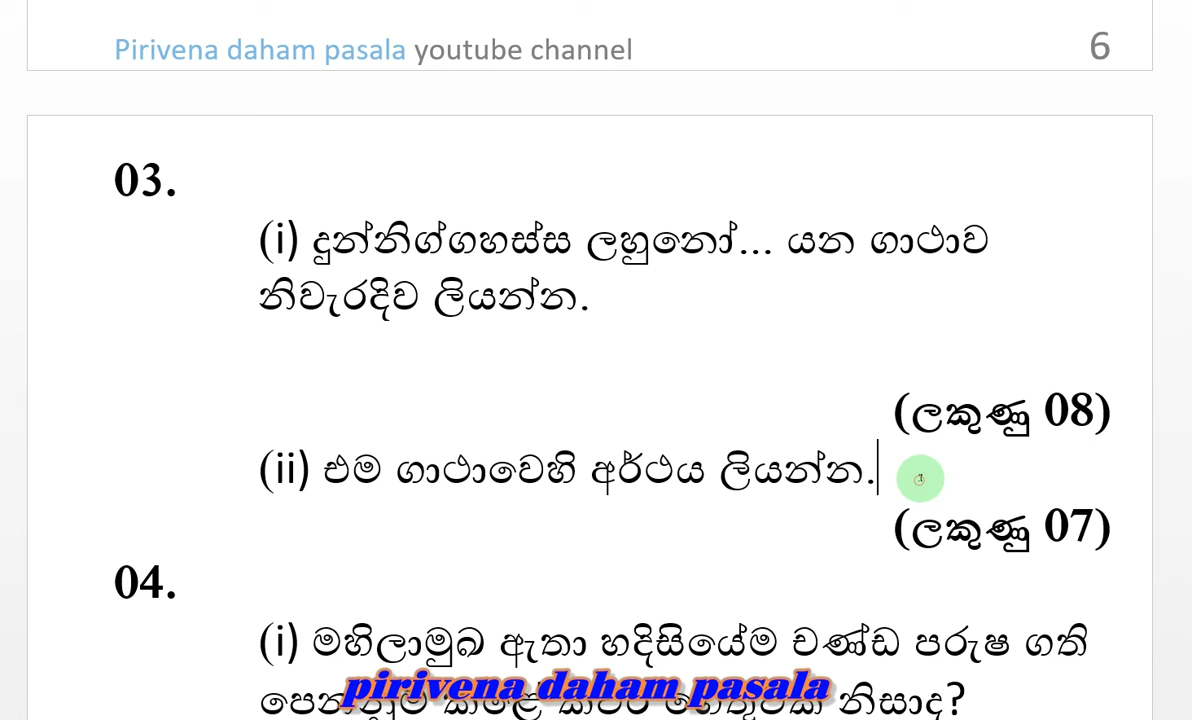 Pirivena daham pasala youtube channel 6
03.
(i) දුන්නිග්ගහස්ස ලහුනෝ... යන ගාථාව
නිවැරදිව ලියන්න.
(ලකුණු 08)
(ii) එම ගාථාවෙහි අර්ථය ලියන්න.
(ලකුණු 07)
04.
(i) මහිලාමුඛ ඇතා හදිසියේම චණ්ඩ පරුෂ ගති
නිසාද?
pirivena daham pasala